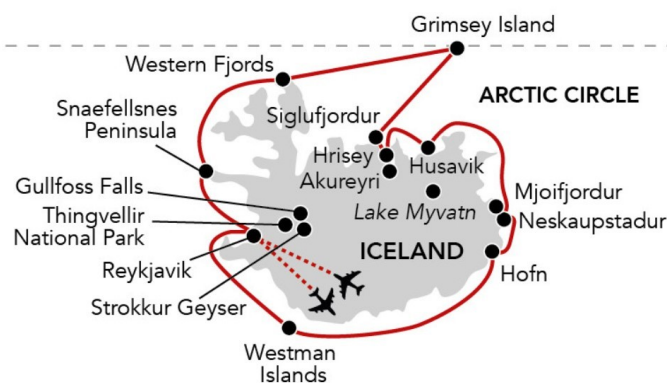 Grimsey Island
Western Fjords
ARCTIC CIRCLE
Snaefellsnes
Peninsula
Siglufjordur
Hrisey
Husavik
Akureyri
Gullfoss Falls
Mjoifjordur
Lake Myvatn
Thingvellir
National Park
Neskaupstadur
ICELAND
Reykjavik
Hofn
Strokkur Geyser
Westman
Islands